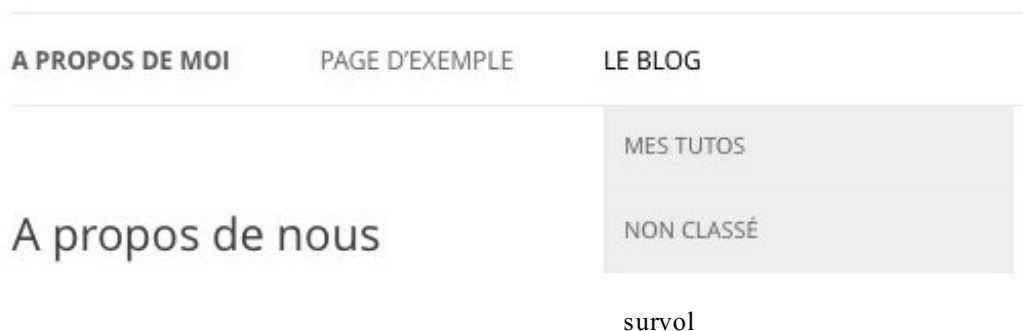 A PROPOS DE MOI PAGE D’EXEMPLE LE BLOG
MES TUTOS
A propos de nous
NON CLASSÉ
survol